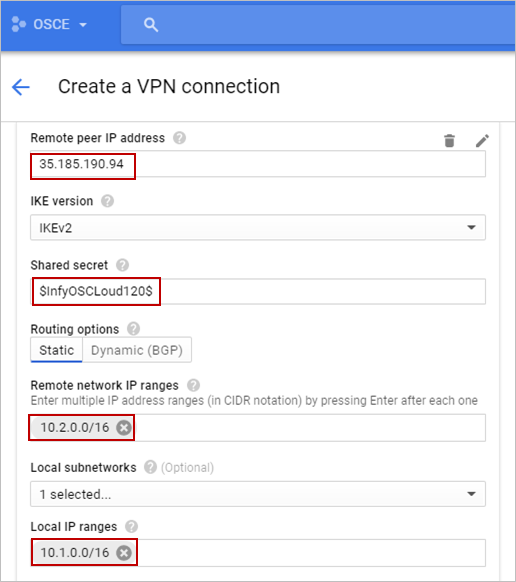 OSCE
Create a VPN connection
Remote peer IP address
35.185.190.94
IKE version
IKEv2
Shared secret
$InfyOSCLoud120$
Routing options
Static Dynamic (BGP)
Remote network IP ranges
Enter multiple IP address ranges (in CIDR notation) by pressing Enter after each one
10.2.0.0/16
Local subnetworks (Optional)
1 selected...
Local IP ranges
10.1.0.0/16